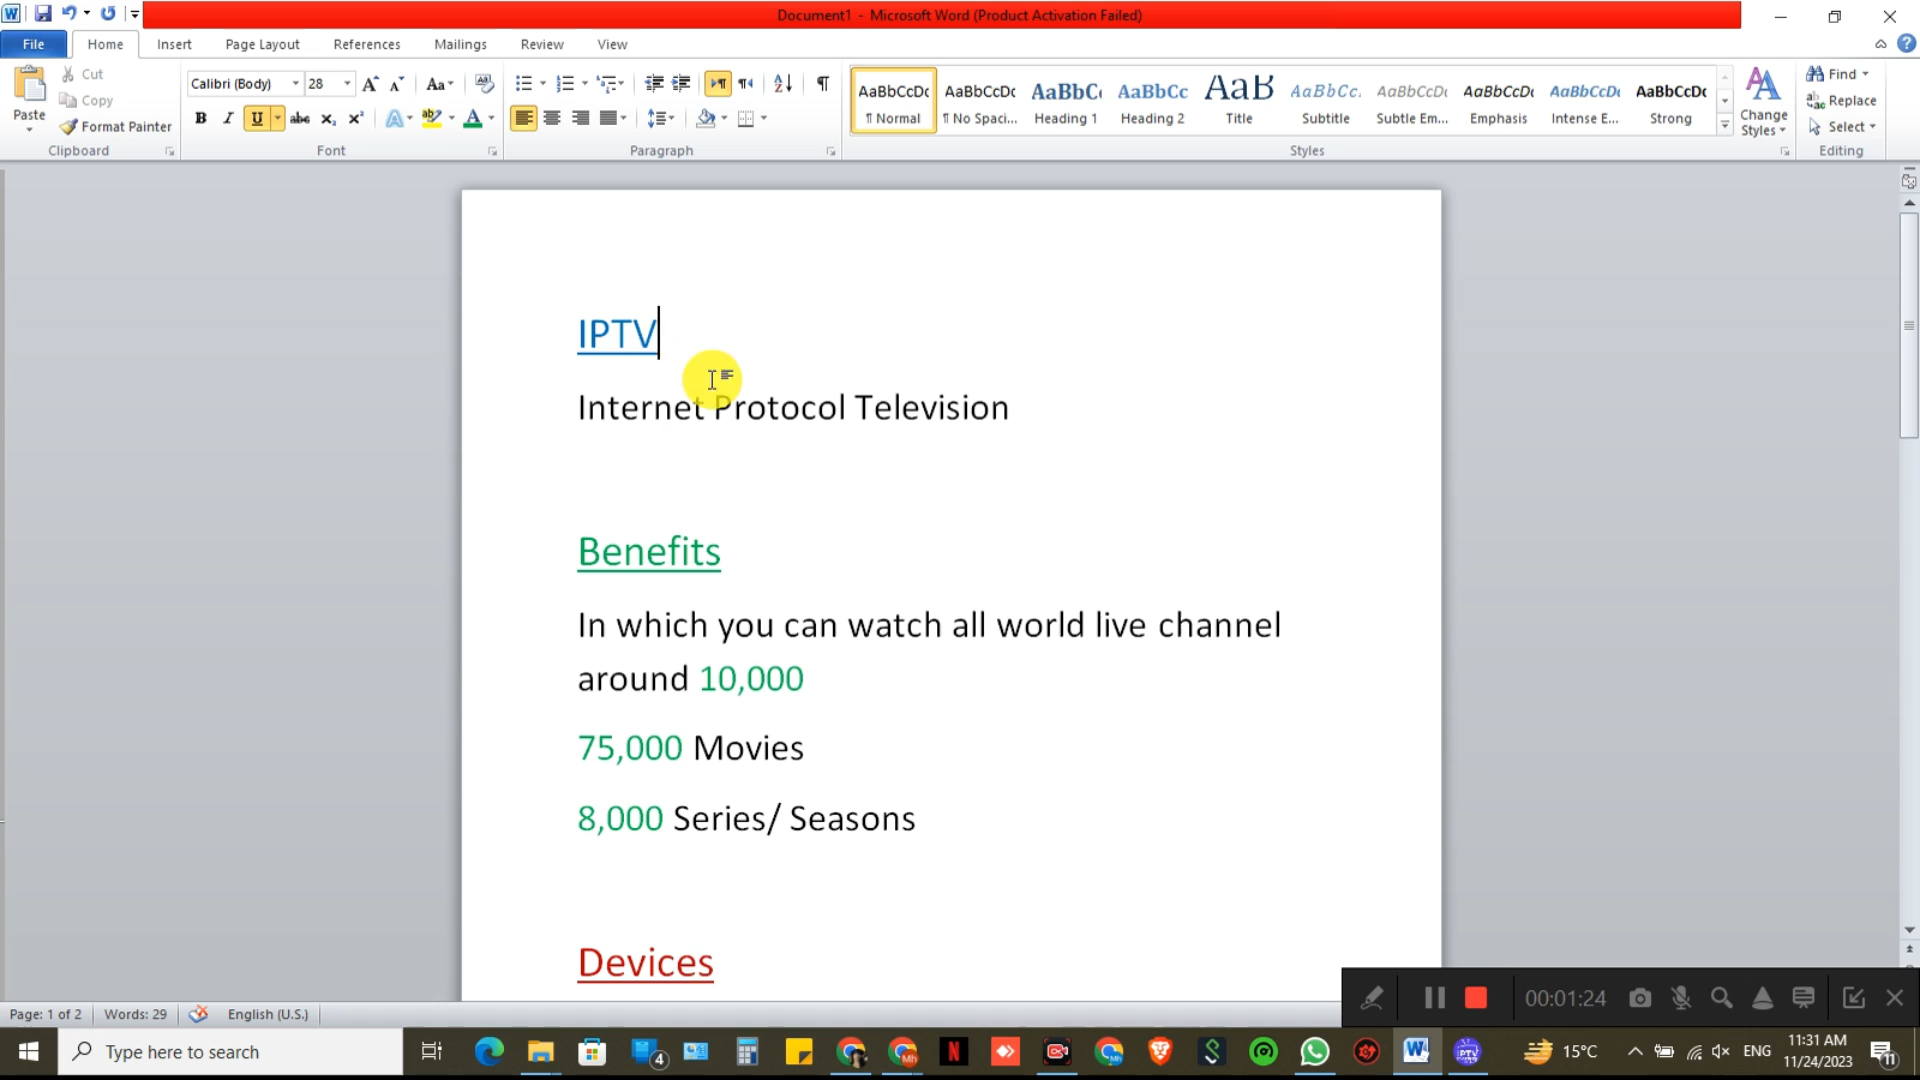 Document1 - Microsoft Word (Product Activation Failed)
File Home Insert Page Layout References Mailings Review View
Paste
Cut
Copy
Format Painter
Clipboard
Calibri (Body) 28
Font
Paragraph
AaBbCcDc AaBbCcDc AaBbC AaBbCc AaB AaBbCc. AaBbCcDc AaBbCcDc AaBbCcDc AaBbCcDc
¶ Normal ¶ No Spaci... Heading 1 Heading 2 Title Subtitle Subtle Em... Emphasis Intense E... Strong
Styles
Change
Styles
Find
Replace
Select
Editing
IPTV
Internet Protocol Television
Benefits
In which you can watch all world live channel
around 10,000
75,000 Movies
8,000 Series/ Seasons
Devices
00:01:24
Page: 1 of 2 Words: 29 English (U.S.)
Type here to search
4
15°C
ENG
11:31 AM
11/24/2023
11